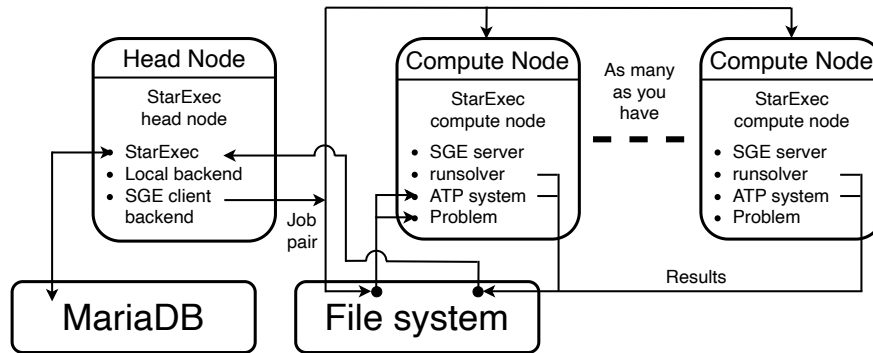 Head Node
StarExec
head node
• StarExec
• Local backend
• SGE client
backend
Job
pair
Compute Node
StarExec
compute node
• SGE server
• runsolver
• ATP system
• Problem
As many
as you
have
Compute Node
StarExec
compute node
• SGE server
• runsolver
• ATP system
• Problem
Results
MariaDB
File system